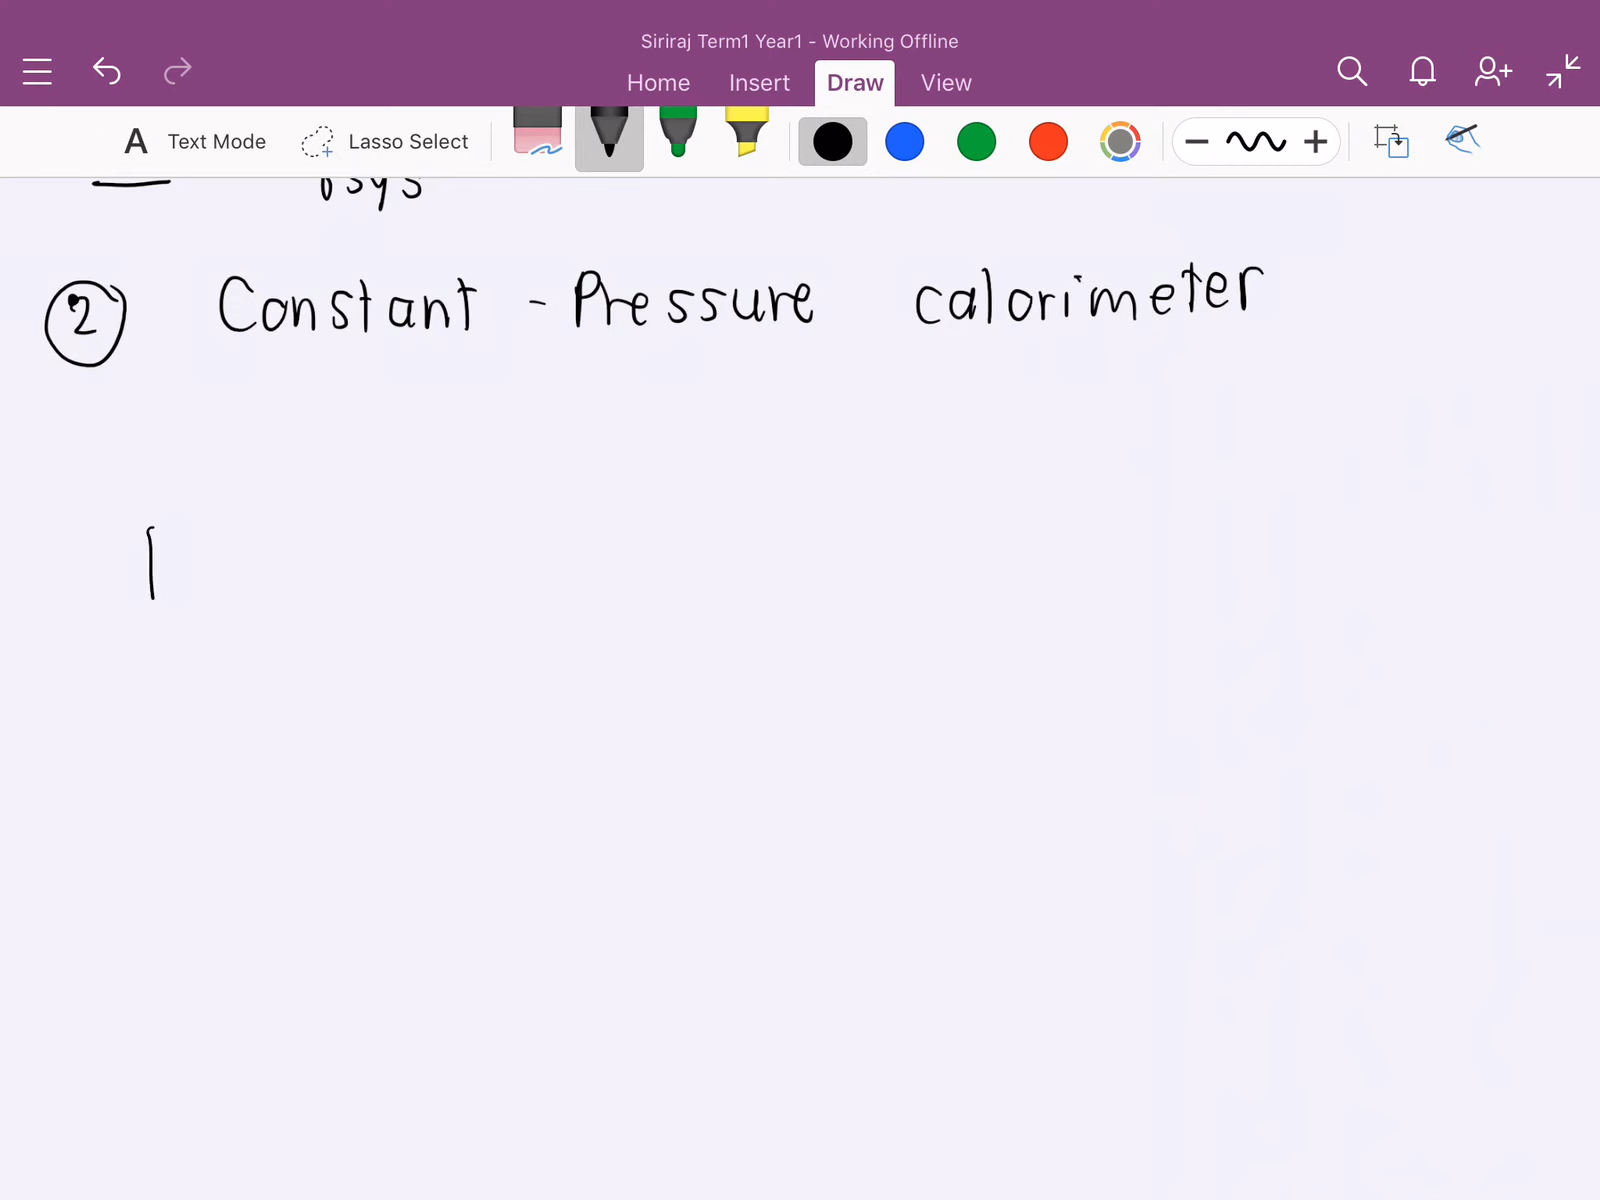 Siriraj Term1 Year1 - Working Offline
Home Insert Draw View
A Text Mode Lasso Select
② Constant - Pressure calorimeter